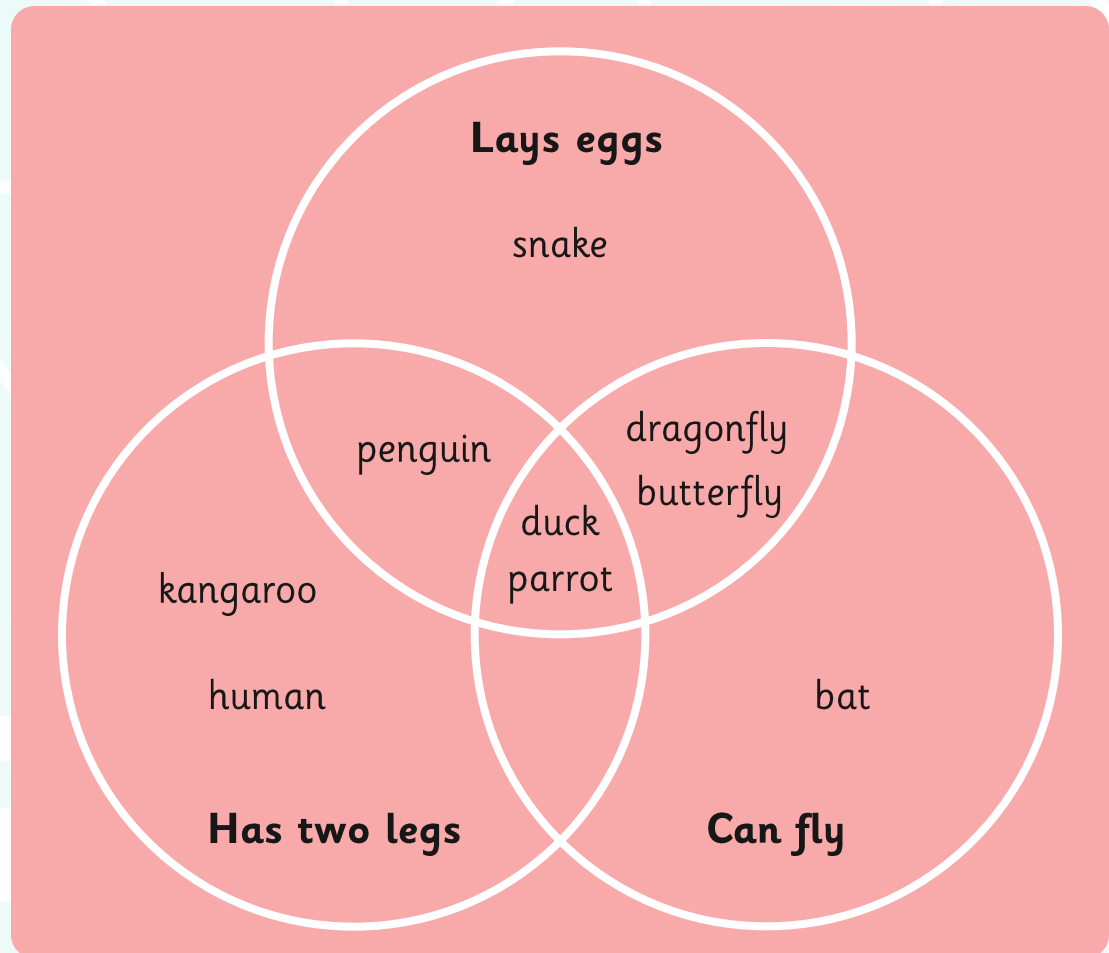 Lays eggs
snake
dragonfly
penguin
butterfly
duck
parrot
kangaroo
human
bat
Has two legs
Can fly